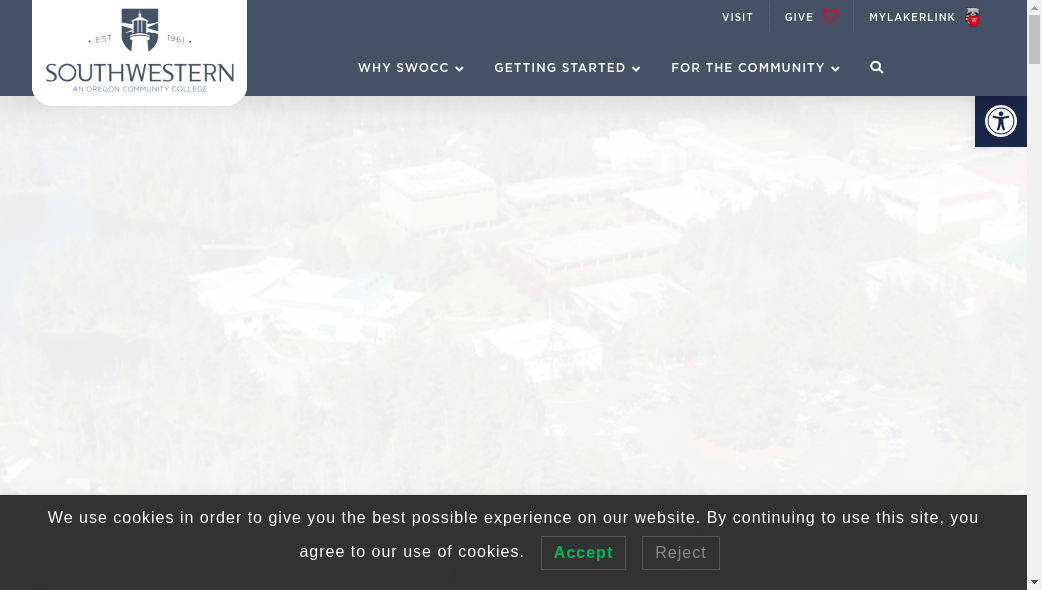 VISIT
GIVE
MYLAKERLINK
EST 1961
SOUTHWESTERN
AN OREGON COMMUNITY COLLEGE
WHY SWOCC
GETTING STARTED
FOR THE COMMUNITY
We use cookies in order to give you the best possible experience on our website. By continuing to use this site, you
agree to our use of cookies.
Accept
Reject